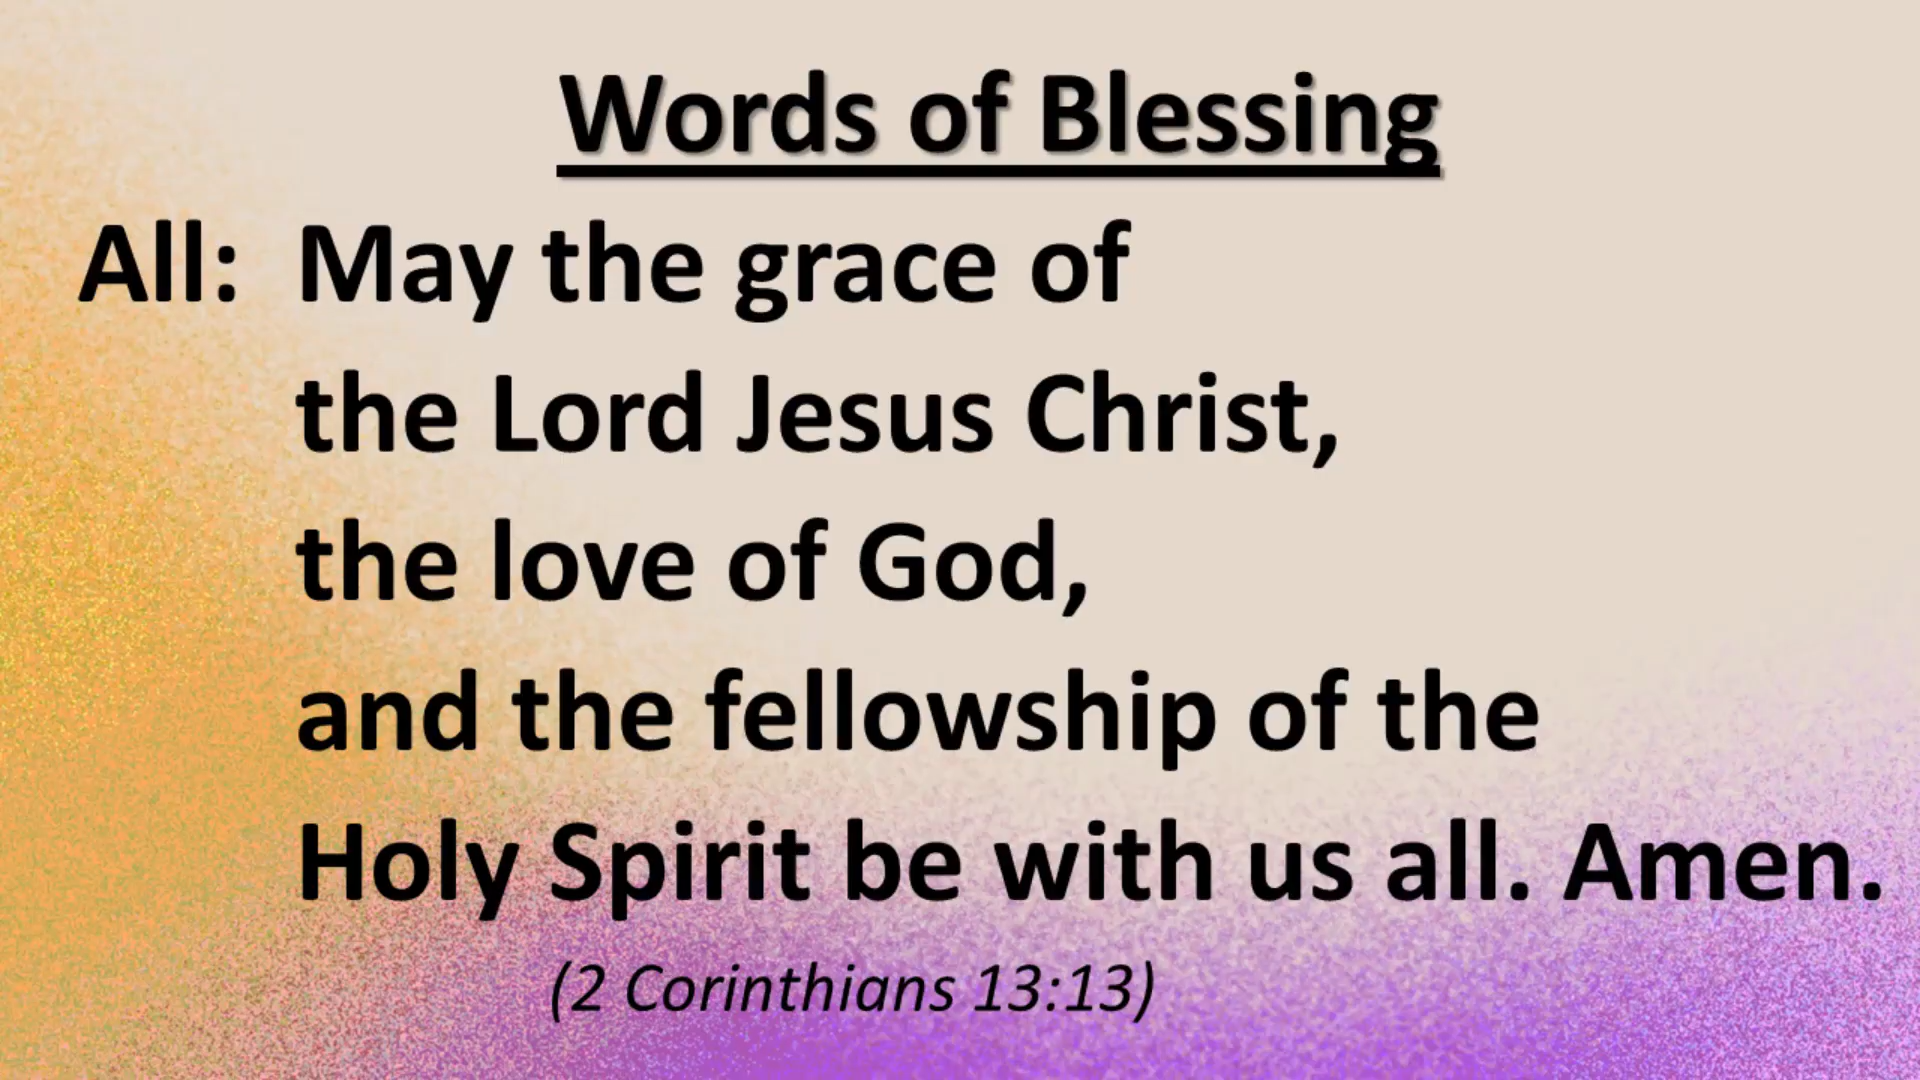 Words of Blessing
All: May the grace of
the Lord Jesus Christ,
the love of God,
and the fellowship of the
Holy Spirit be with us all. Amen.
(2 Corinthians 13:13)